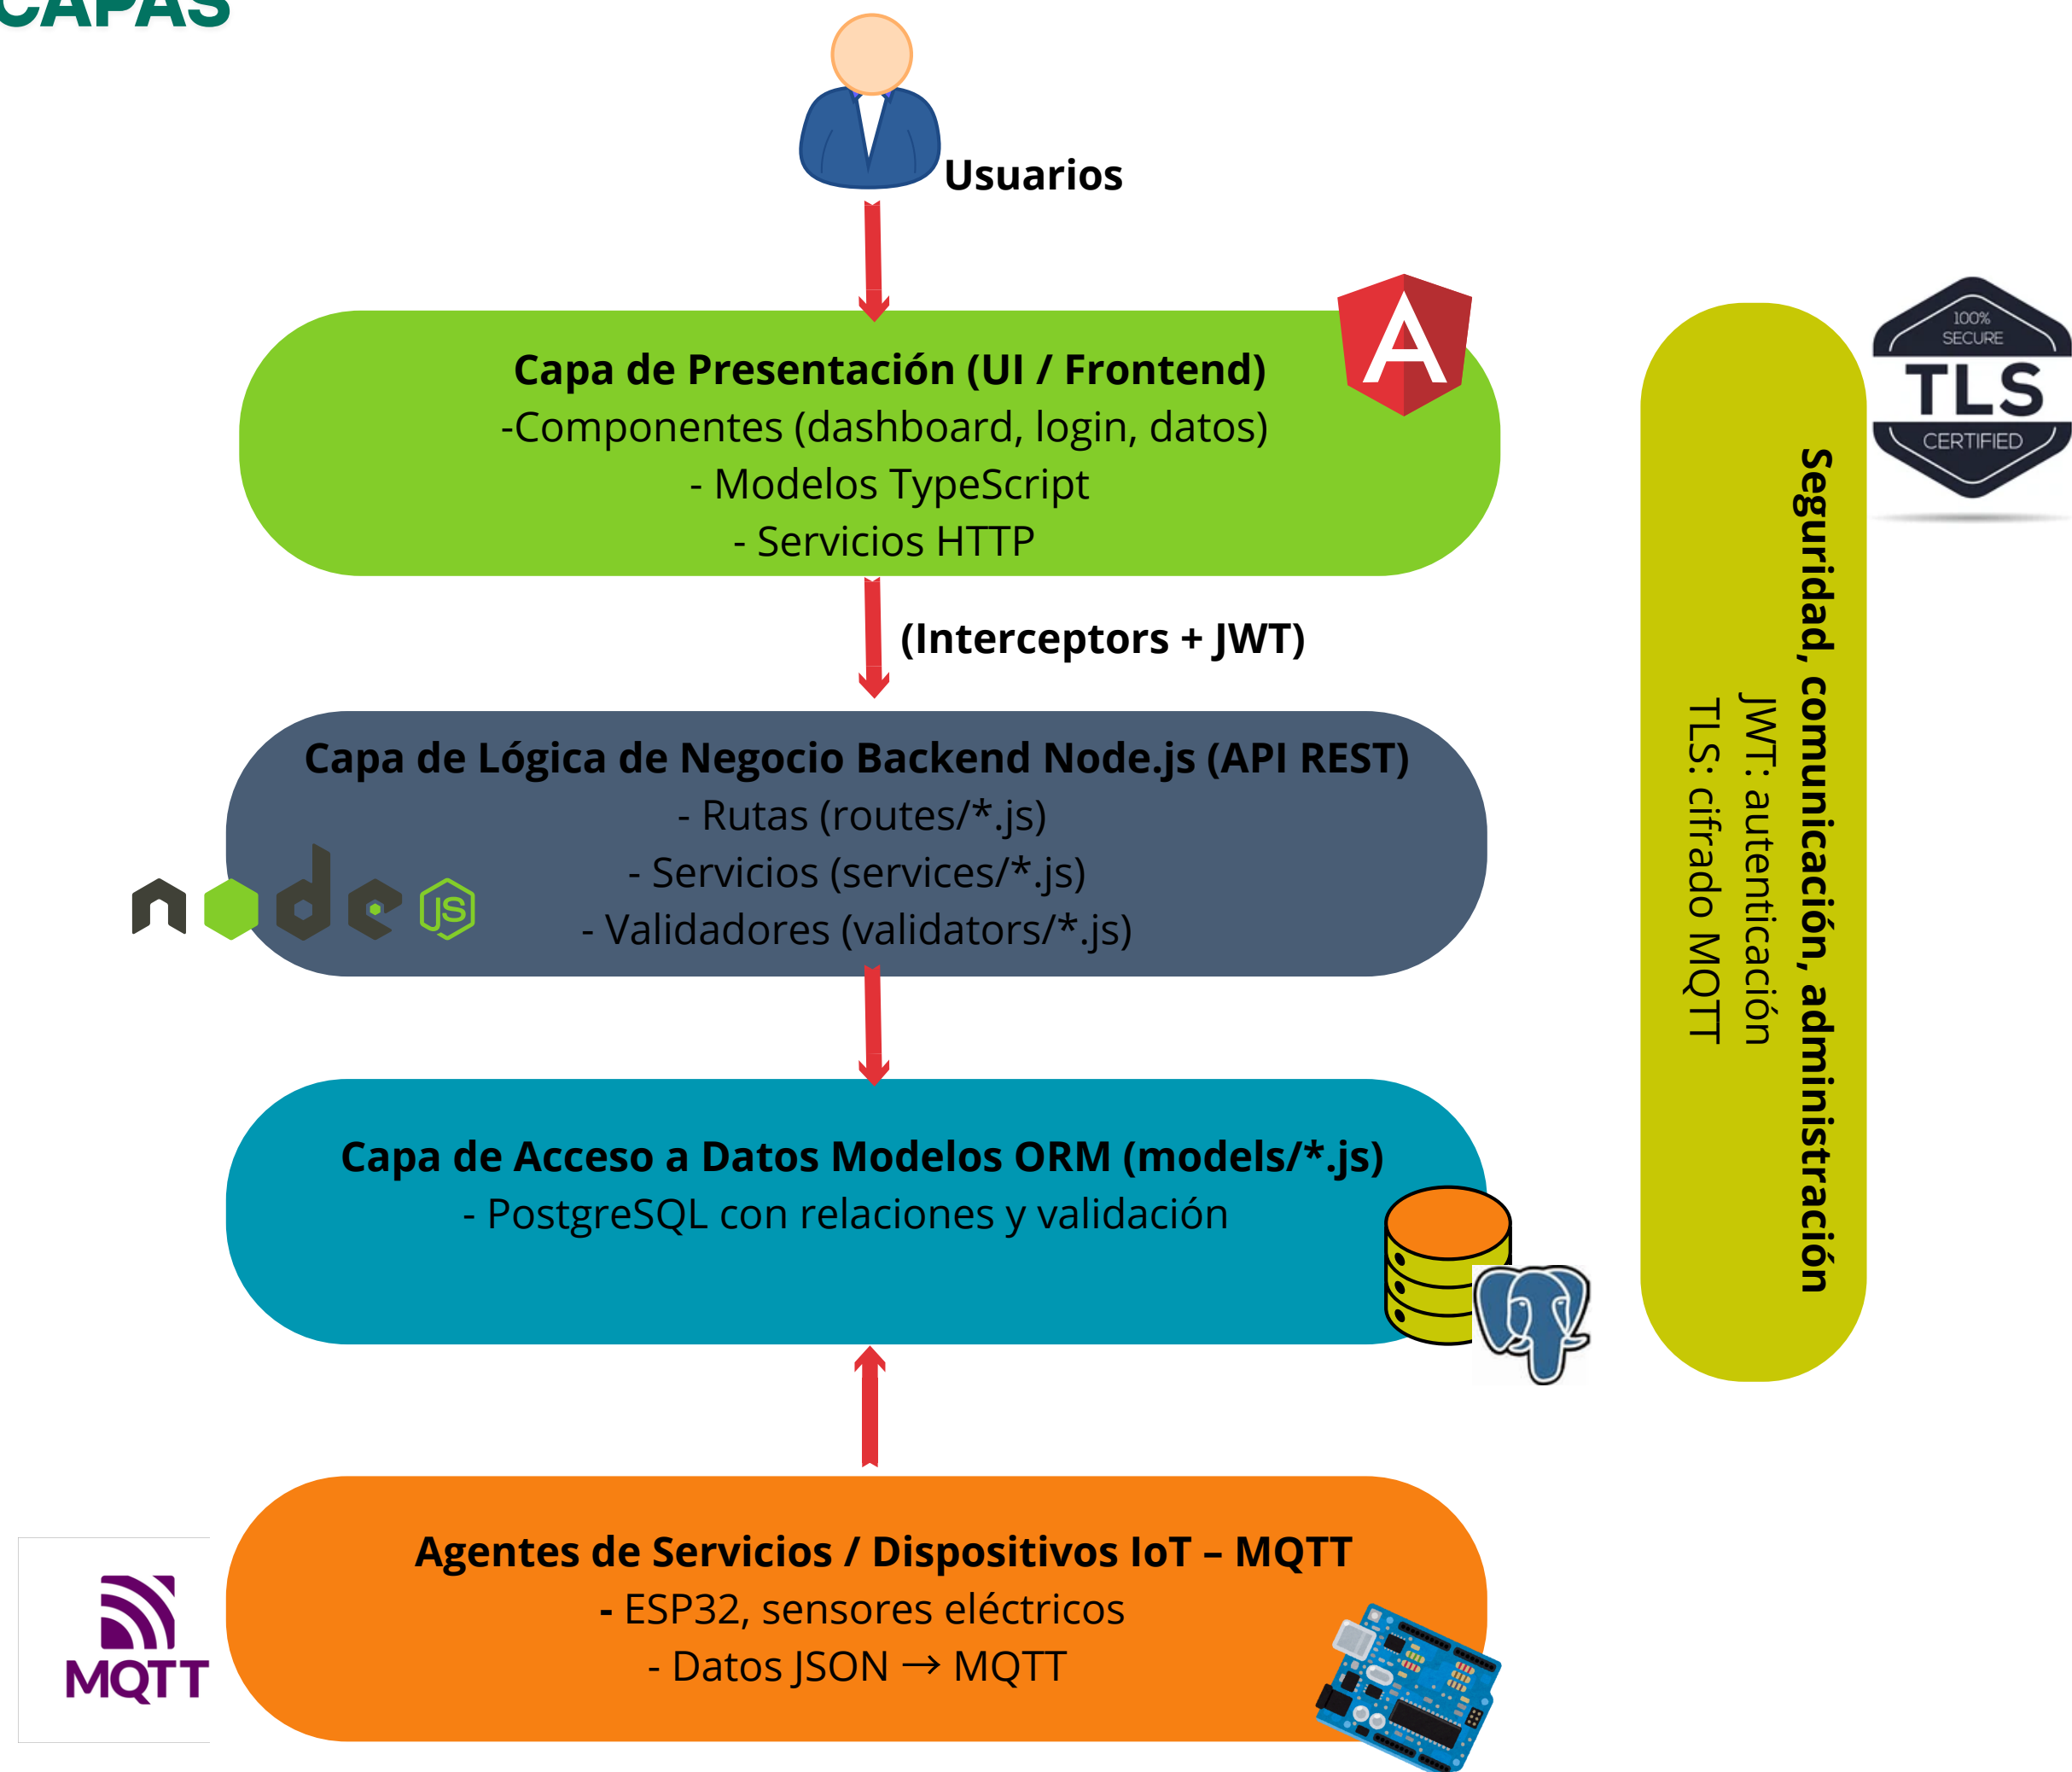 CAPAS
Usuarios
Capa de Presentación (UI / Frontend)
-Componentes (dashboard, login, datos)
- Modelos TypeScript
- Servicios HTTP
(Interceptors + JWT)
Capa de Lógica de Negocio Backend Node.js (API REST)
- Rutas (routes/*.js)
- Servicios (services/*.js)
- Validadores (validators/*.js)
node JS
Capa de Acceso a Datos Modelos ORM (models/*.js)
- PostgreSQL con relaciones y validación
Agentes de Servicios / Dispositivos IoT – MQTT
- ESP32, sensores eléctricos
- Datos JSON → MQTT
MQTT
Seguridad, comunicación, administración
JWT: autenticación
TLS: cifrado MQTT
100%
SECURE
TLS
CERTIFIED